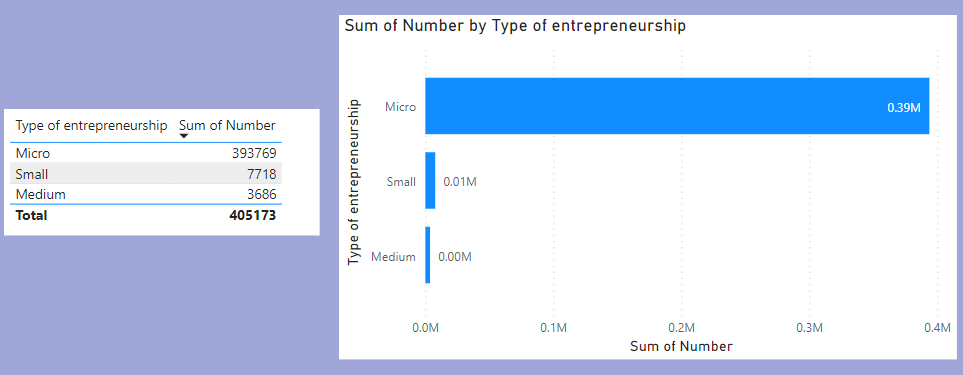 Type of entrepreneurship Sum of Number
Micro 393769
Small 7718
Medium 3686
Total 405173
Sum of Number by Type of entrepreneurship
Type of entrepreneurship
Micro 0.39M
Small 0.01M
Medium 0.00M
0.0M 0.1M 0.2M 0.3M 0.4M
Sum of Number